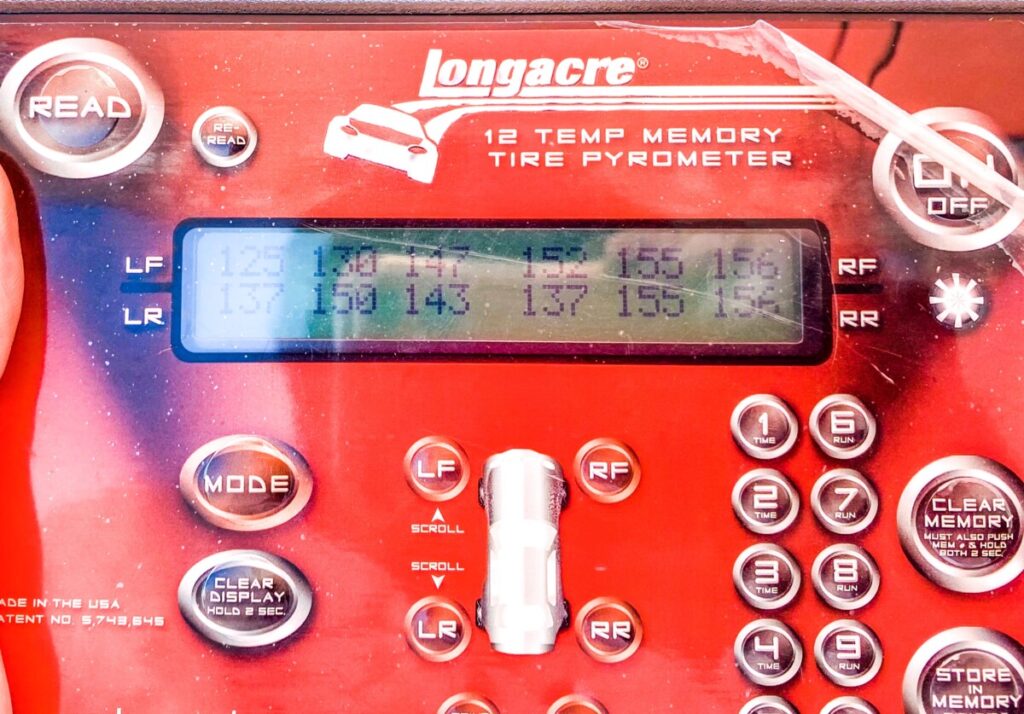 Longacre®
12 TEMP MEMORY
TIRE PYROMETER
READ
RE-
READ
ON
OFF
LF
LR
125 130 147 152 155 156
137 150 143 137 155 156
RF
RR
MODE
CLEAR
DISPLAY
HOLD 2 SEC.
ADE IN THE USA
ATENT NO. 5,743,645
LF
SCROLL
SCROLL
LR
RF
RR
1
TIME
6
RUN
2
TIME
7
RUN
3
TIME
8
RUN
4
TIME
9
RUN
CLEAR
MEMORY
MUST ALSO PUSH
MEM # & HOLD
BOTH 2 SEC.
STORE
IN
MEMORY